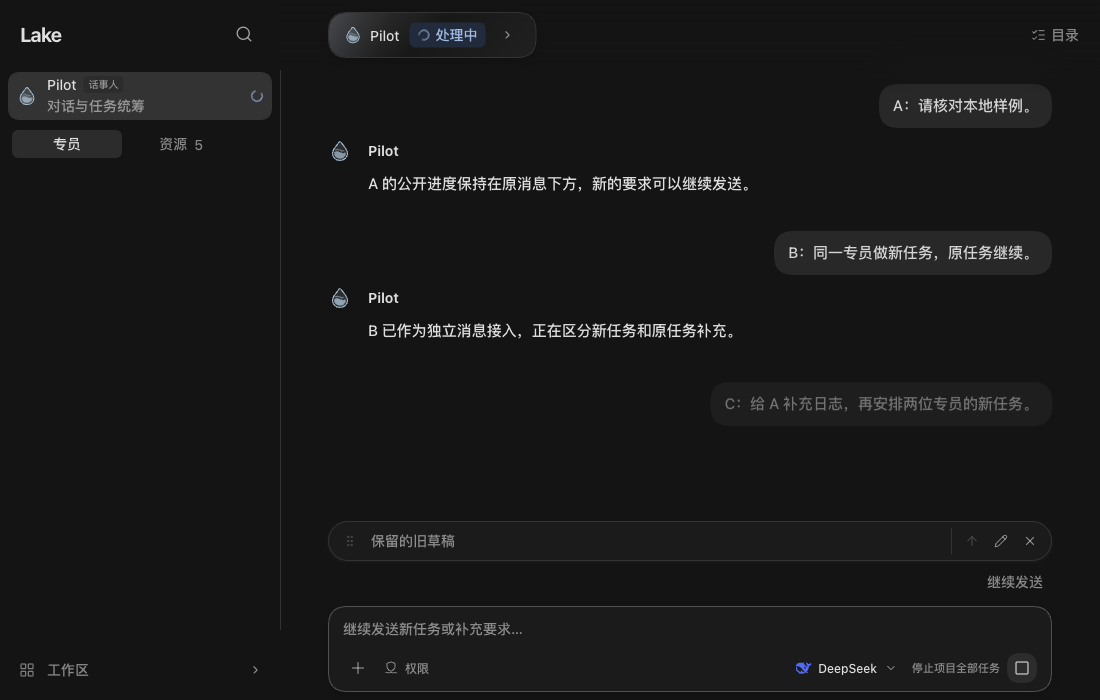 Lake
Pilot 话事人
对话与任务统筹
专员
资源 5
工作区
Pilot 处理中
目录
A：请核对本地样例。
Pilot
A 的公开进度保持在原消息下方，新的要求可以继续发送。
B：同一专员做新任务，原任务继续。
Pilot
B 已作为独立消息接入，正在区分新任务和原任务补充。
C：给 A 补充日志，再安排两位专员的新任务。
保留的旧草稿
继续发送
继续发送新任务或补充要求...
权限
DeepSeek
停止项目全部任务